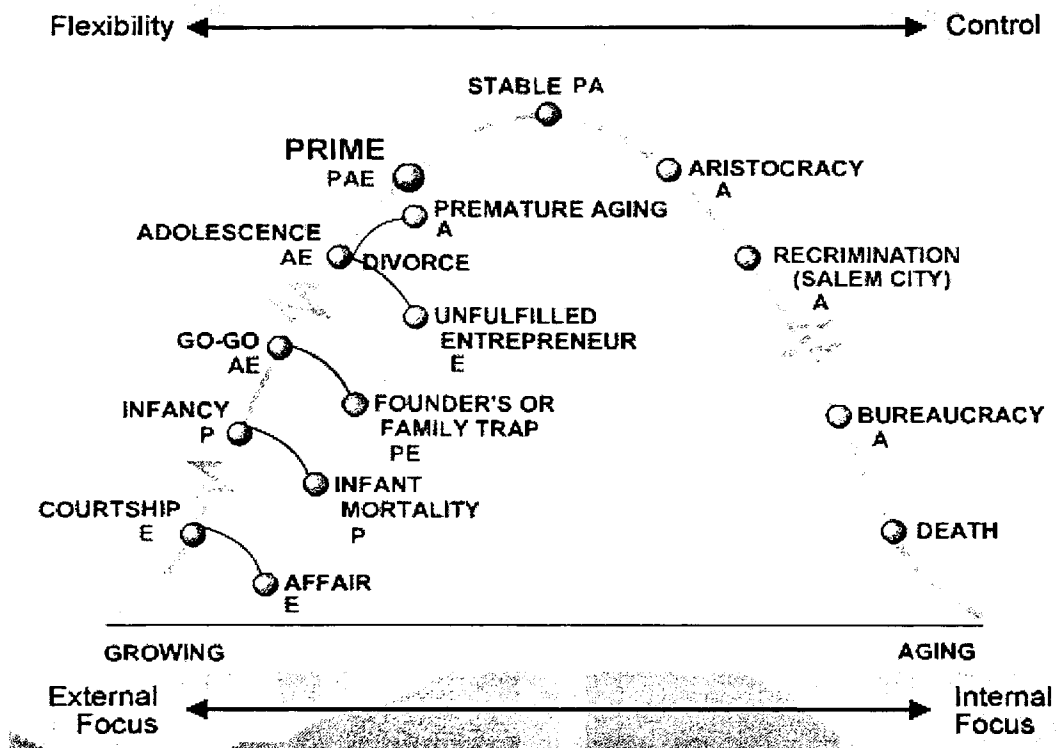 Flexibility
Control
STABLE PA
PRIME
PAE
ARISTOCRACY
A
PREMATURE AGING
A
ADOLESCENCE
AE
DIVORCE
RECRIMINATION
(SALEM CITY)
A
UNFULFILLED
ENTREPRENEUR
E
GO-GO
AE
FOUNDER'S OR
FAMILY TRAP
PE
INFANCY
P
BUREAUCRACY
A
INFANT
MORTALITY
P
COURTSHIP
E
DEATH
AFFAIR
E
GROWING
AGING
External
Focus
Internal
Focus